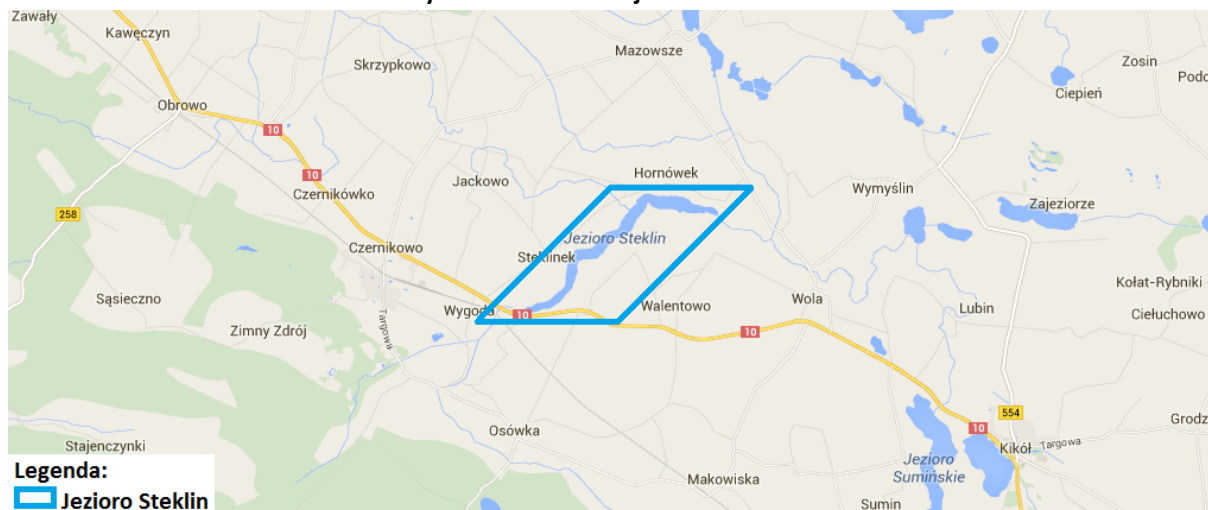 Zawały
Kawęczyn
Mazowsze
Zosin
Skrzypkowo
Ciepień
Obrowo
10
10
Hornówek
Jackowo
Wymyślin
Czernikówko
Zajeziorze
258
Jezioro Steklin
Czernikowo
Steklinek
Kołat-Rybniki
Sąsieczno
Wola
Lubin
Walentowo
Wygoda
10
Ciełuchowo
Zimny Zdrój
Targowa
10
554
Grodz
10
Osówka
Stajenczynki
Kikół
Targowa
Jezioro
Sumińskie
Makowiska
Sumin
Legenda:
Jezioro Steklin